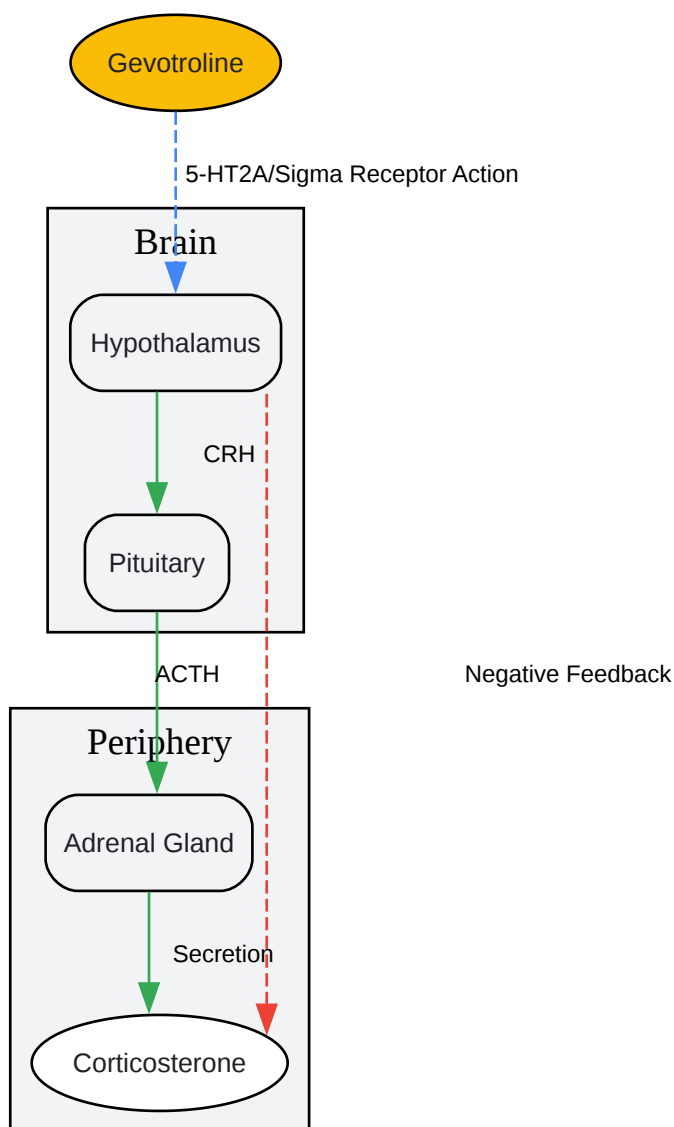 Gevotroline
5-HT2A/Sigma Receptor Action
Brain
Hypothalamus
CRH
Pituitary
ACTH
Negative Feedback
Periphery
Adrenal Gland
Secretion
Corticosterone